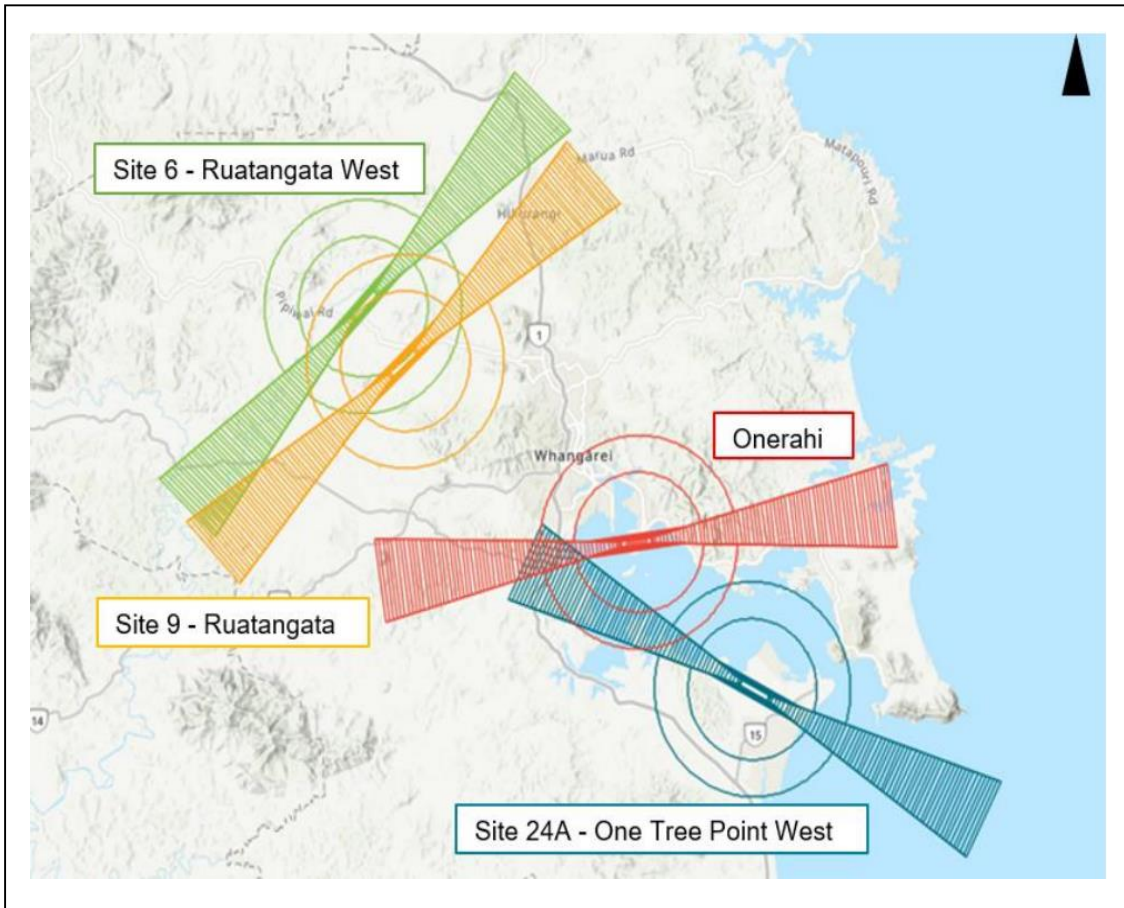 Matapouri Rd
Marua Rd
Site 6 - Ruatangata West
Hikurangi
Pipiwai Rd
1
Onerahi
Whangarei
Site 9 - Ruatangata
14
15
Site 24A - One Tree Point West